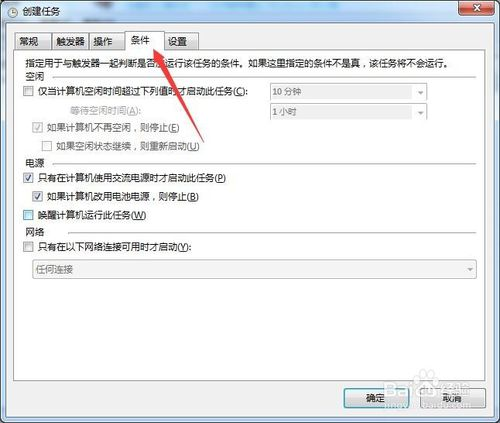 创建任务
常规 触发器 操作 条件 设置
指定用于与触发器一起判断是否应运行该任务的条件。如果这里指定的条件不是真，该任务将不会运行。
空闲
仅当计算机空闲时间超过下列值时才启动此任务(C): 10 分钟
等待空闲时间(A): 1 小时
如果计算机不再空闲，则停止(E)
如果空闲状态继续，则重新启动(U)
电源
只有在计算机使用交流电源时才启动此任务(P)
如果计算机改用电池电源，则停止(B)
唤醒计算机运行此任务(W)
网络
只有在以下网络连接可用时才启动(Y):
任何连接
确定 取消
Baidu 经验